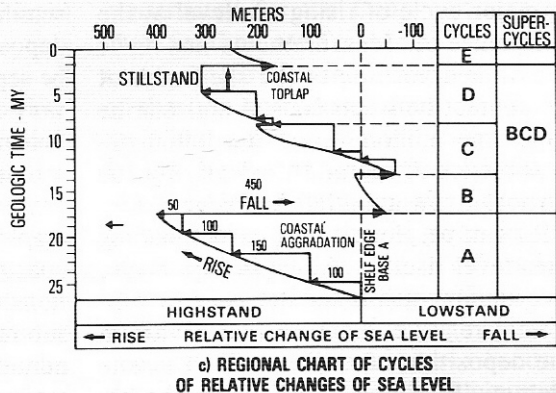 METERS
500 400 300 200 100 0 -100
CYCLES
SUPER-
CYCLES
GEOLOGIC TIME - MY
0
5
10
15
20
25
STILLSTAND
COASTAL
TOPLAP
E
D
C
B
A
BCD
450
FALL
50
100
150
100
COASTAL
AGGRADATION
RISE
SHELF EDGE
BASE A
HIGHSTAND
LOWSTAND
RISE RELATIVE CHANGE OF SEA LEVEL FALL
c) REGIONAL CHART OF CYCLES
OF RELATIVE CHANGES OF SEA LEVEL